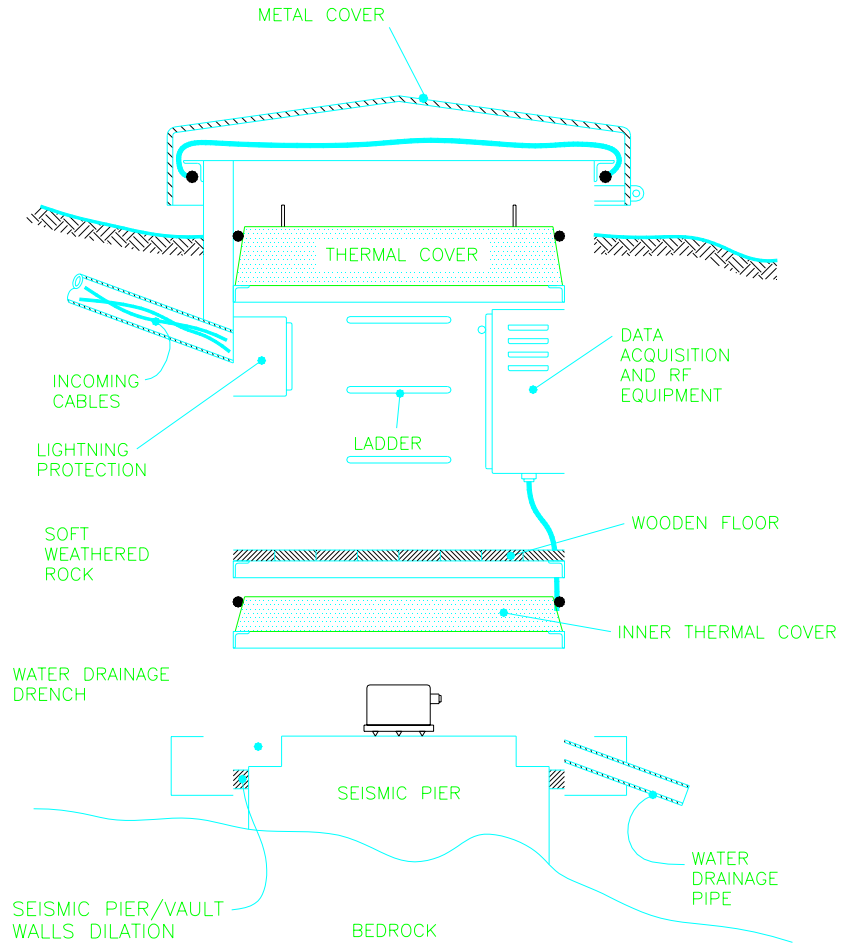 METAL COVER
THERMAL COVER
DATA
ACQUISITION
AND RF
EQUIPMENT
INCOMING
CABLES
LADDER
LIGHTNING
PROTECTION
WOODEN FLOOR
SOFT
WEATHERED
ROCK
INNER THERMAL COVER
WATER DRAINAGE
DRENCH
SEISMIC PIER
WATER
DRAINAGE
PIPE
SEISMIC PIER/VAULT
WALLS DILATION
BEDROCK